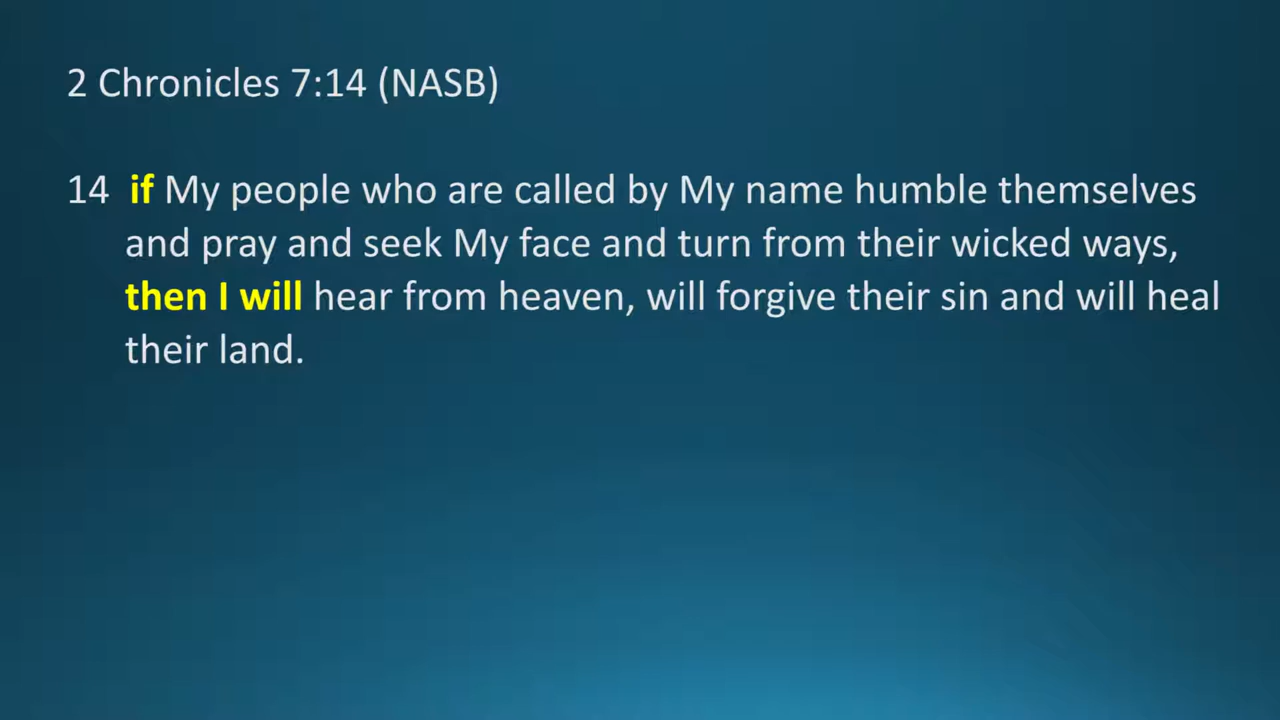 2 Chronicles 7:14 (NASB)
14 if My people who are called by My name humble themselves
and pray and seek My face and turn from their wicked ways,
then I will hear from heaven, will forgive their sin and will heal
their land.